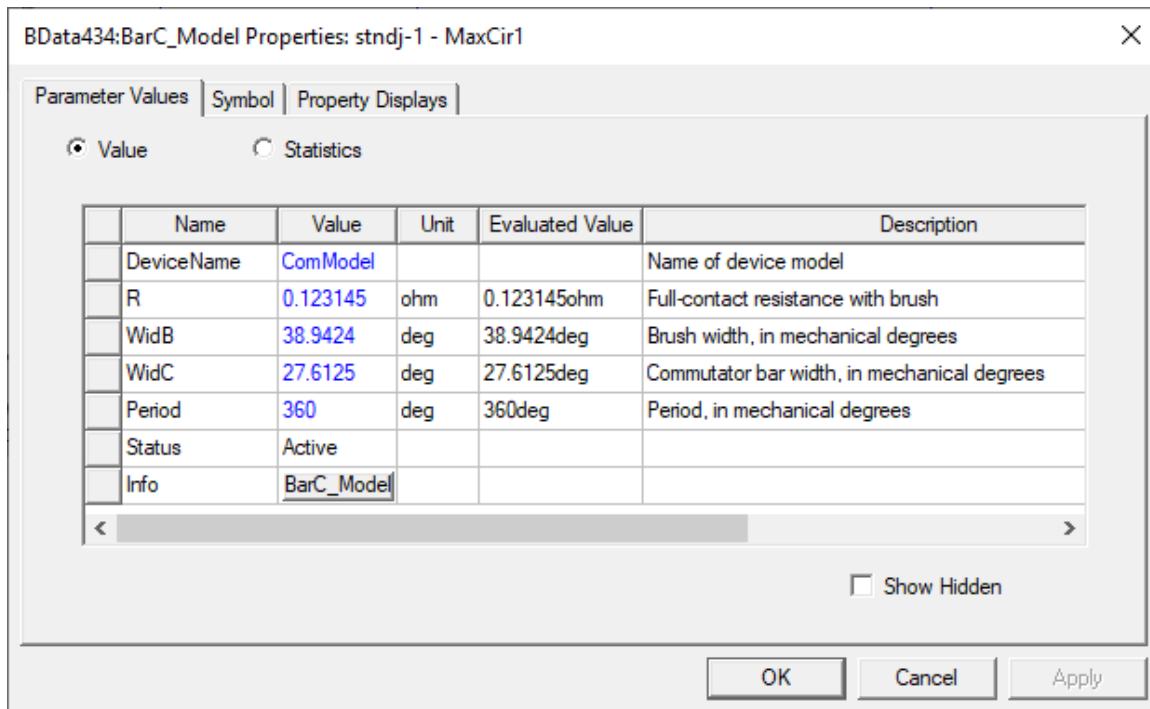 BData434:BarC_Model Properties: stndj-1 - MaxCir1
Parameter Values Symbol Property Displays
Value Statistics
Name Value Unit Evaluated Value Description
DeviceName ComModel Name of device model
R 0.123145 ohm 0.123145ohm Full-contact resistance with brush
WidB 38.9424 deg 38.9424deg Brush width, in mechanical degrees
WidC 27.6125 deg 27.6125deg Commutator bar width, in mechanical degrees
Period 360 deg 360deg Period, in mechanical degrees
Status Active
Info BarC_Model
Show Hidden
OK Cancel Apply